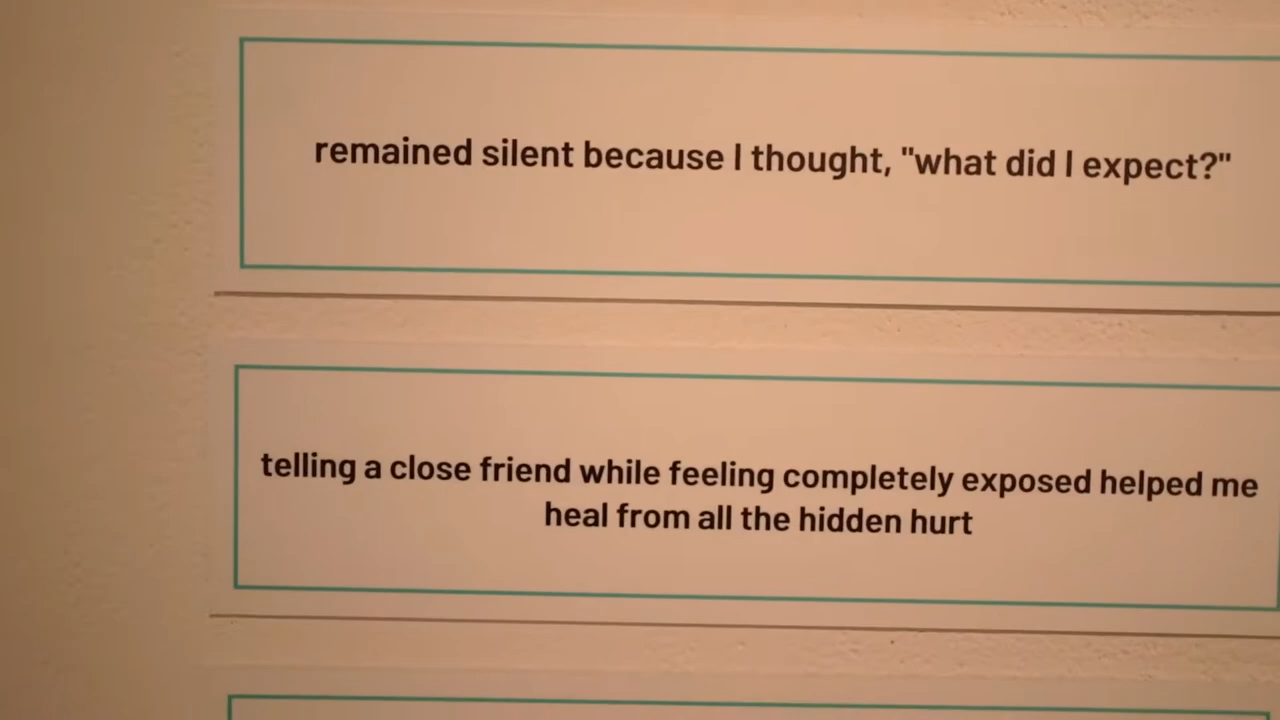 remained silent because I thought, "what did I expect?"
telling a close friend while feeling completely exposed helped me
heal from all the hidden hurt